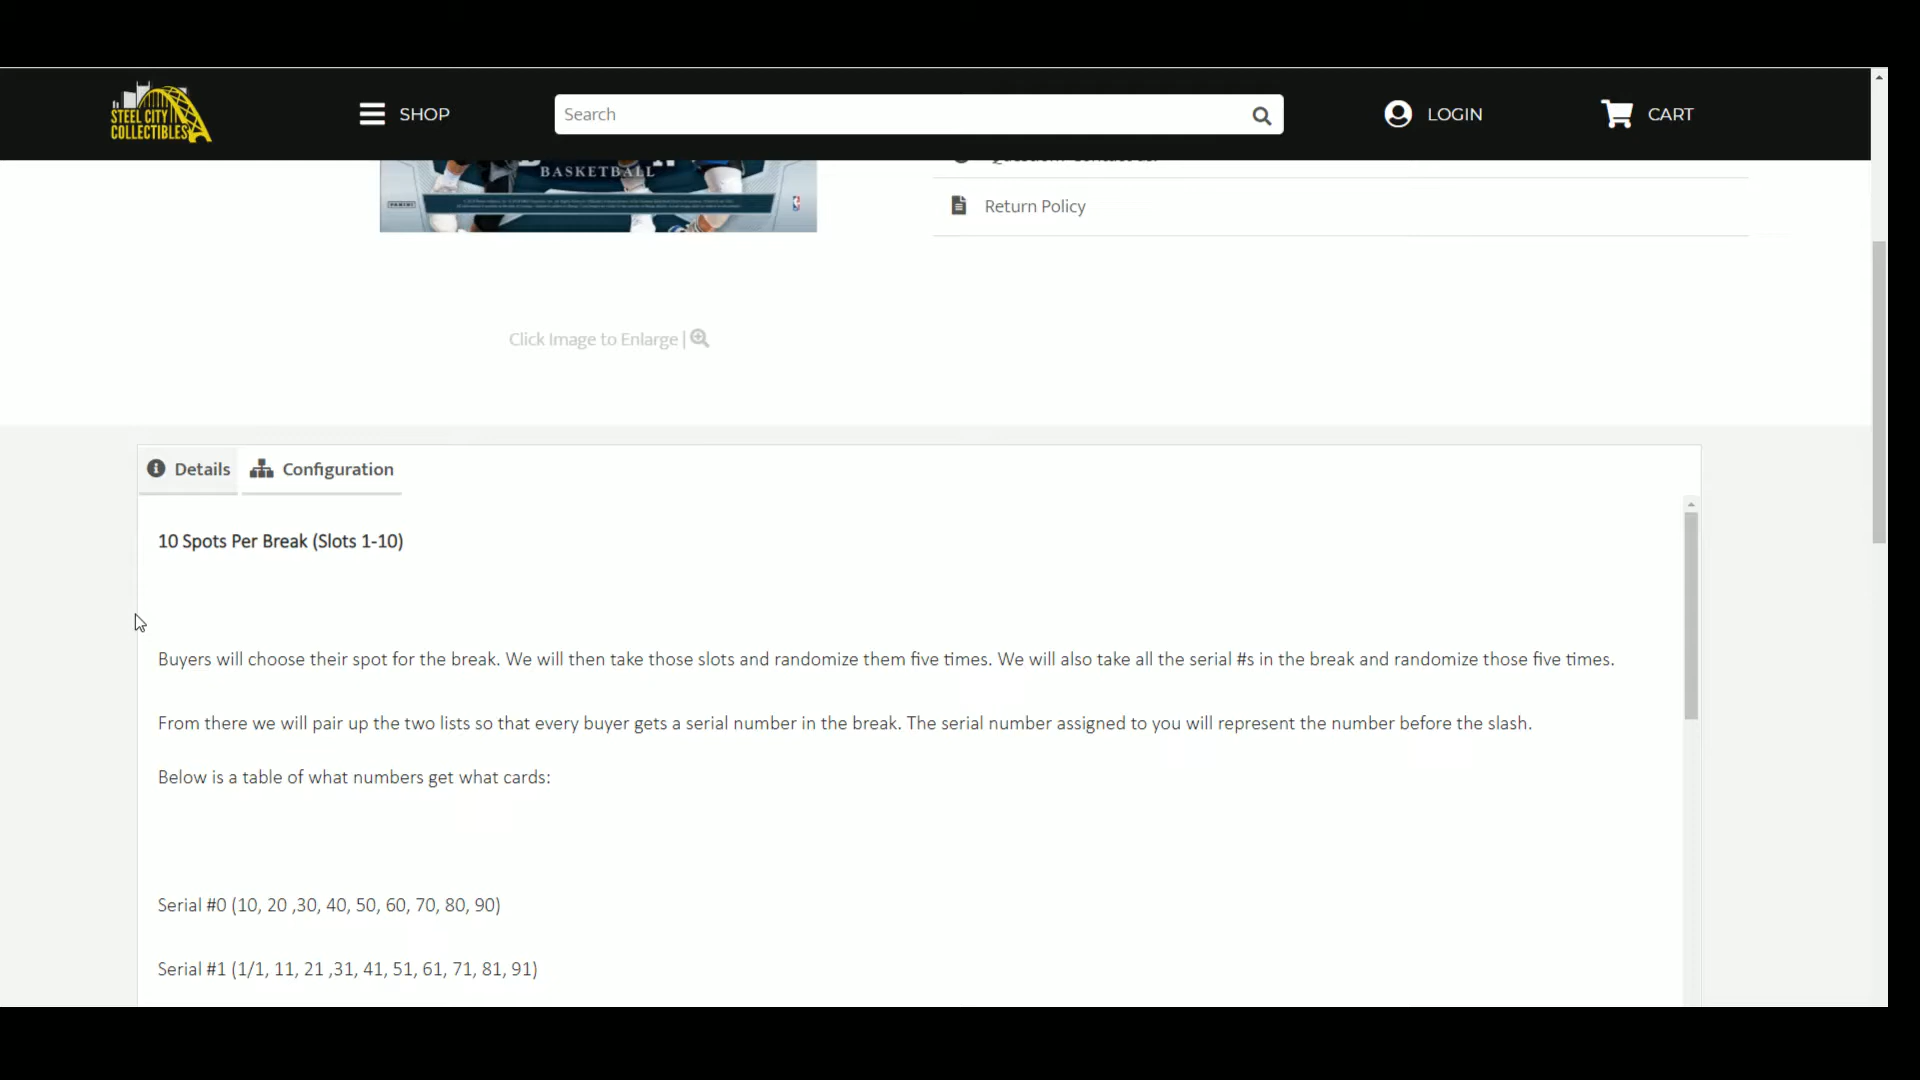 STEEL CITY
COLLECTIBLES
SHOP
Search
LOGIN
CART
BASKETBALL
PANINI
Return Policy
Click Image to Enlarge |
Details
Configuration
10 Spots Per Break (Slots 1-10)
Buyers will choose their spot for the break. We will then take those slots and randomize them five times. We will also take all the serial #s in the break and randomize those five times.
From there we will pair up the two lists so that every buyer gets a serial number in the break. The serial number assigned to you will represent the number before the slash.
Below is a table of what numbers get what cards:
Serial #0 (10, 20 ,30, 40, 50, 60, 70, 80, 90)
Serial #1 (1/1, 11, 21 ,31, 41, 51, 61, 71, 81, 91)